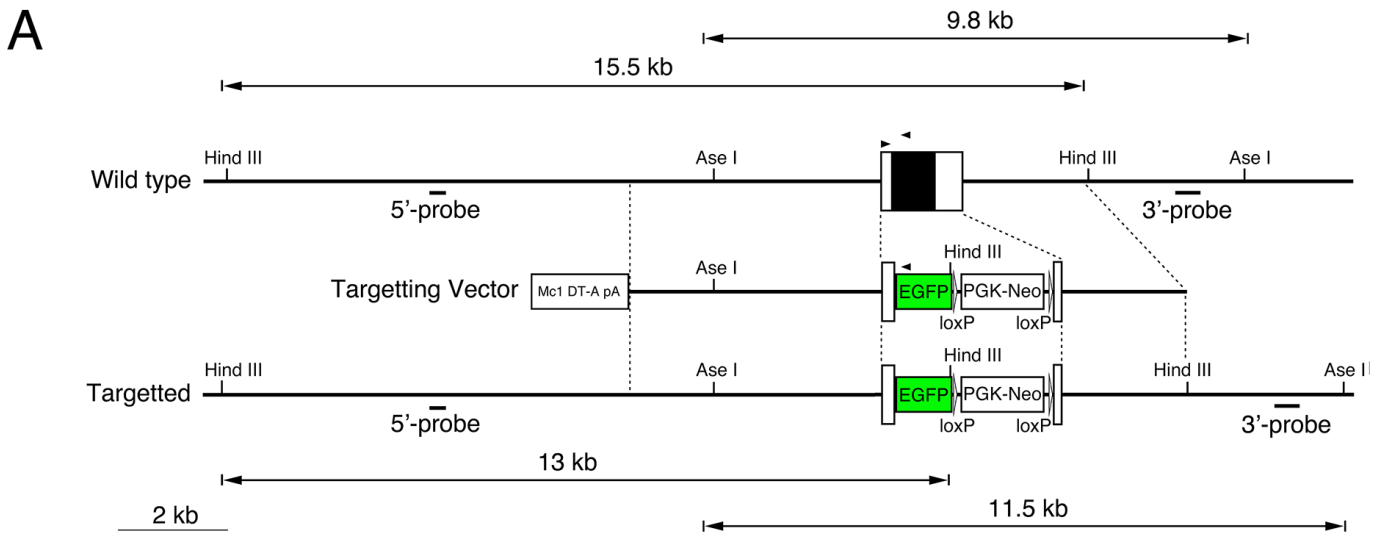 A
9.8 kb
15.5 kb
Hind III Ase I Hind III Ase I
Wild type
5’-probe 3’-probe
Hind III
Ase I
Targetting Vector Mc1 DT-A pA EGFP PGK-Neo
loxP loxP
Hind III
Hind III Ase I Hind III Ase I
Targetted EGFP PGK-Neo
5’-probe loxP loxP 3’-probe
13 kb
2 kb 11.5 kb